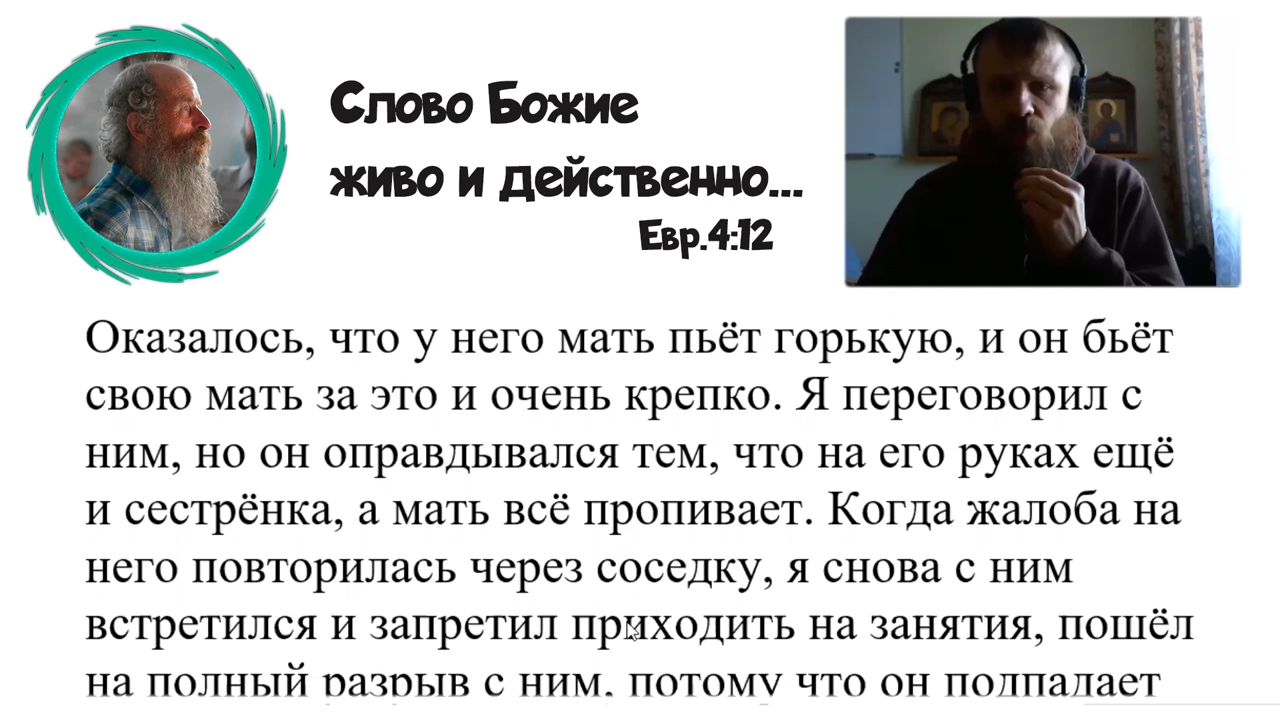 Слово Божие
живо и действенно...
Евр.4:12
Оказалось, что у него мать пьёт горькую, и он бьёт
свою мать за это и очень крепко. Я переговорил с
ним, но он оправдывался тем, что на его руках ещё
и сестрёнка, а мать всё пропивает. Когда жалоба на
него повторилась через соседку, я снова с ним
встретился и запретил приходить на занятия, пошёл
на полный разрыв с ним, потому что он подпадает